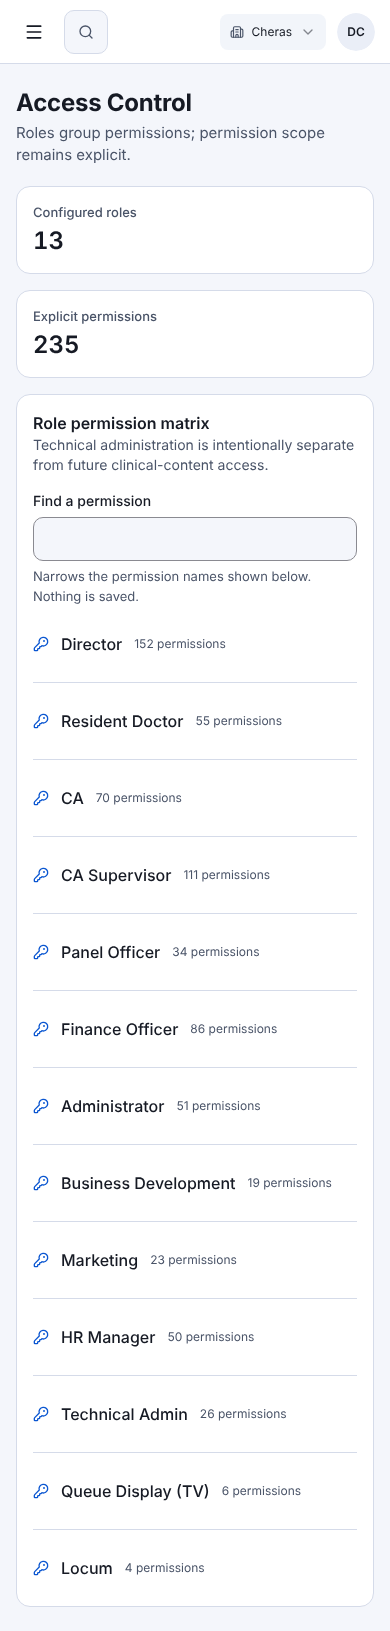 Cheras
DC
Access Control
Roles group permissions; permission scope
remains explicit.
Configured roles
13
Explicit permissions
235
Role permission matrix
Technical administration is intentionally separate
from future clinical-content access.
Find a permission
Narrows the permission names shown below.
Nothing is saved.
Director 152 permissions
Resident Doctor 55 permissions
CA 70 permissions
CA Supervisor 111 permissions
Panel Officer 34 permissions
Finance Officer 86 permissions
Administrator 51 permissions
Business Development 19 permissions
Marketing 23 permissions
HR Manager 50 permissions
Technical Admin 26 permissions
Queue Display (TV) 6 permissions
Locum 4 permissions